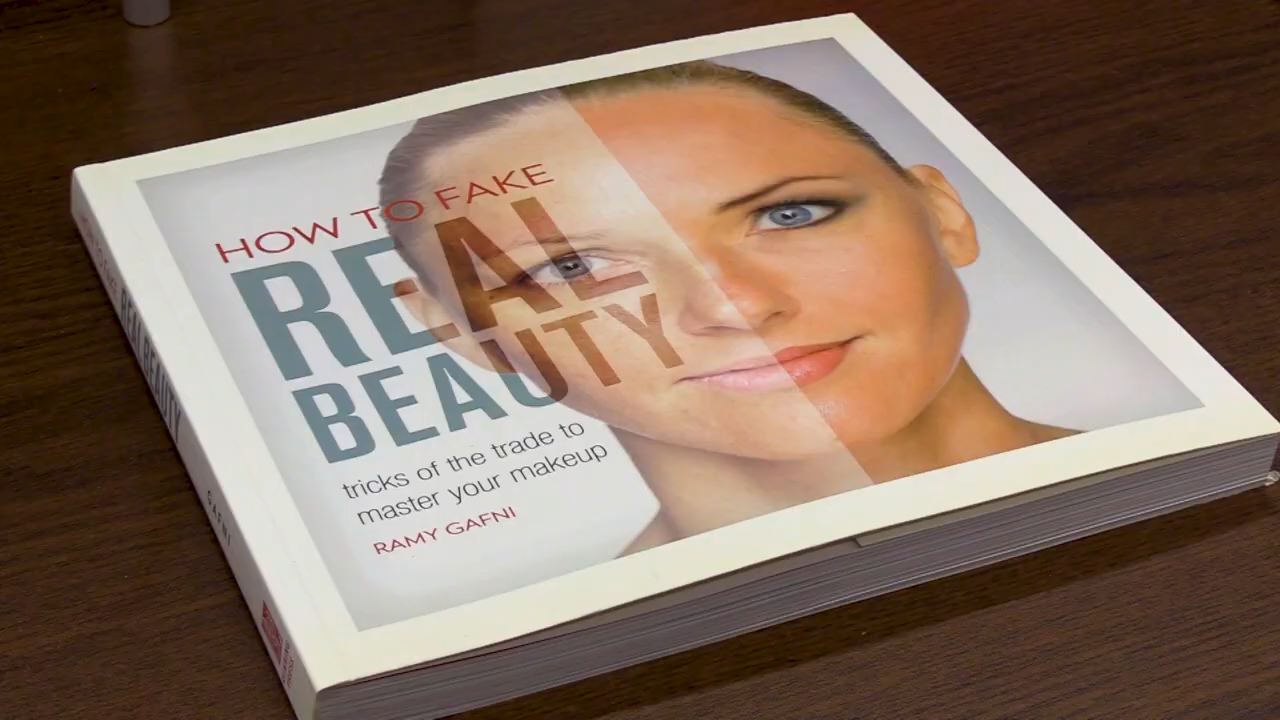 HOW TO FAKE
REAL
BEAUTY
tricks of the trade to
master your makeup
RAMY GAFNI
REAL BEAUTY
GAFNI